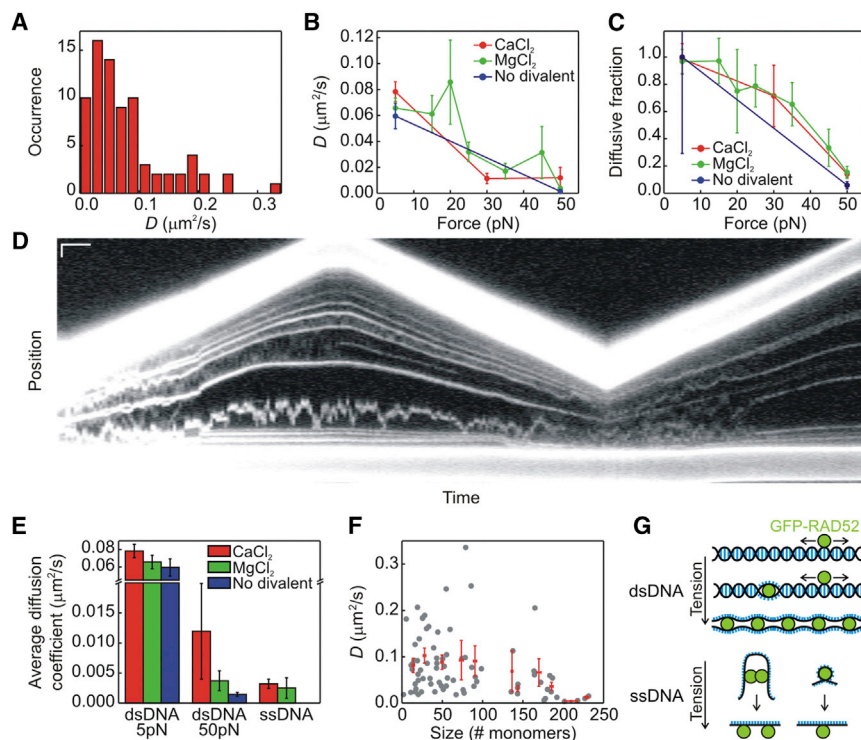 A
15
10
5
0
Occurrence
0.0
0.1
0.2
0.3
D (μm²/s)
B
0.12
0.10
0.08
0.06
0.04
0.02
0.00
D (μm²/s)
CaCl₂
MgCl₂
No divalent
0 10 20 30 40 50
Force (pN)
C
1.0
0.8
0.6
0.4
0.2
0.0
Diffusive fraction
CaCl₂
MgCl₂
No divalent
0 10 20 30 40 50
Force (pN)
D
Position
Time
E
Average diffusion
coefficient (μm²/s)
0.08
0.06
0.015
0.010
0.005
0.000
CaCl₂
MgCl₂
No divalent
dsDNA
5pN
dsDNA
50pN
ssDNA
F
0.3
0.2
0.1
0.0
D (μm²/s)
0 50 100 150 200 250
Size (# monomers)
G
GFP-RAD52
dsDNA
Tension
ssDNA
Tension